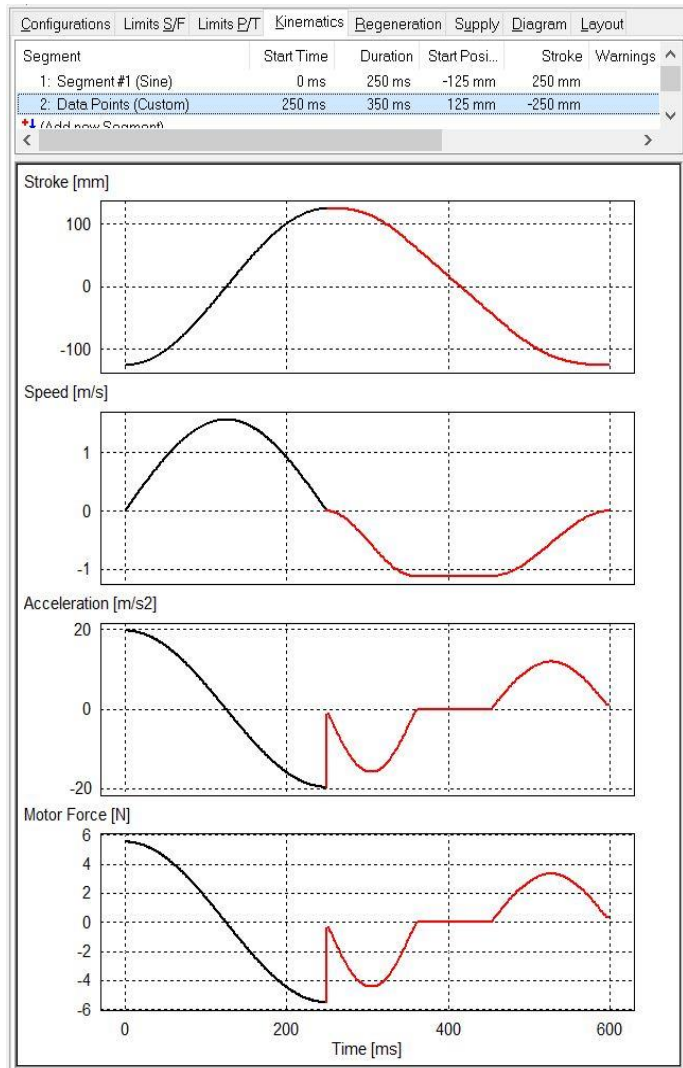 Configurations Limits S/F Limits P/T Kinematics Regeneration Supply Diagram Layout
Segment Start Time Duration Start Posi... Stroke Warnings
1: Segment #1 (Sine) 0 ms 250 ms -125 mm 250 mm
2: Data Points (Custom) 250 ms 350 ms 125 mm -250 mm
(Add new Segment)
Stroke [mm]
100
0
-100
Speed [m/s]
1
0
-1
Acceleration [m/s2]
20
0
-20
Motor Force [N]
6
4
2
0
-2
-4
-6
0 200 400 600
Time [ms]